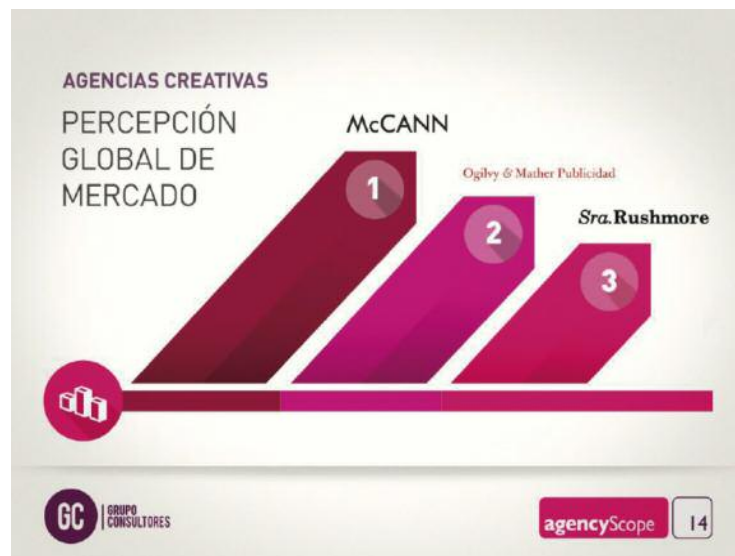 AGENCIAS CREATIVAS
PERCEPCIÓN
GLOBAL DE
MERCADO
McCANN
1
Ogilvy & Mather Publicidad
2
Sra.Rushmore
3
GC GRUPO
CONSULTORES
agencyScope 14